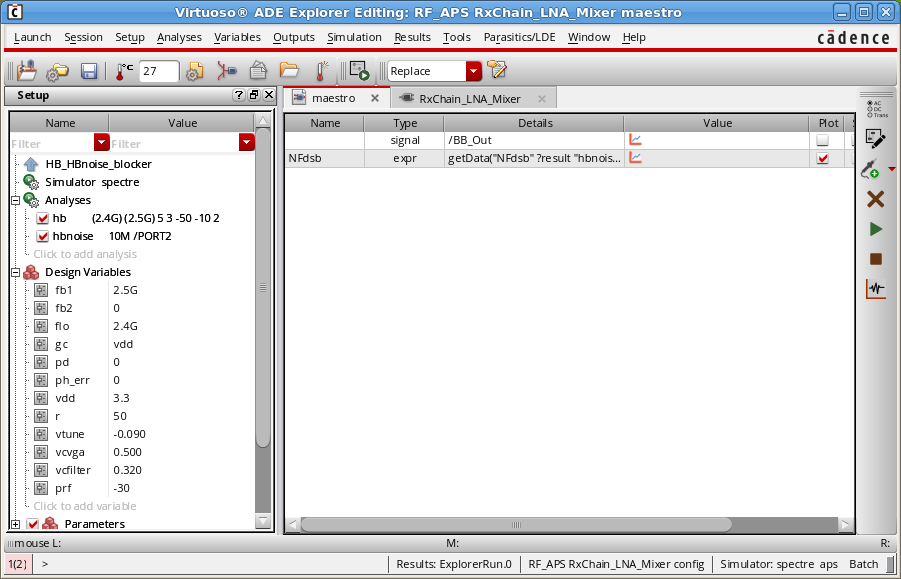 Virtuoso® ADE Explorer Editing: RF_APS RxChain_LNA_Mixer maestro
Launch Session Setup Analyses Variables Outputs Simulation Results Tools Parasitics/LDE Window Help
cādence
°C 27 Replace
Setup
maestro RxChain_LNA_Mixer
Name Value
Filter Filter
HB_HBnoise_blocker
Simulator spectre
Analyses
hb (2.4G) (2.5G) 5 3 -50 -10 2
hbnoise 10M /PORT2
Click to add analysis
Design Variables
fb1 2.5G
fb2 0
flo 2.4G
gc vdd
pd 0
ph_err 0
vdd 3.3
r 50
vtune -0.090
vcvga 0.500
vcfilter 0.320
prf -30
Click to add variable
Parameters
Name Type Details Value Plot
signal /BB_Out
NFdsb expr getData("NFdsb" ?result "hbnois...
AC
DC
Trans
mouse L: M: R:
1(2) > Results: ExplorerRun.0 RF_APS RxChain_LNA_Mixer config Simulator: spectre aps Batch